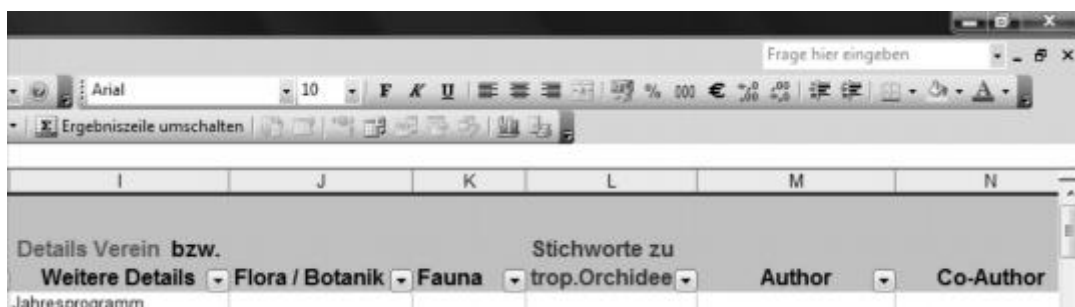 Frage hier eingeben
Arial 10 F K U % 000 €
Ergebniszeile umschalten
I J K L M N
Details Verein bzw. Stichworte zu
Weitere Details Flora / Botanik Fauna trop.Orchidee Author Co-Author
Jahresprogramm